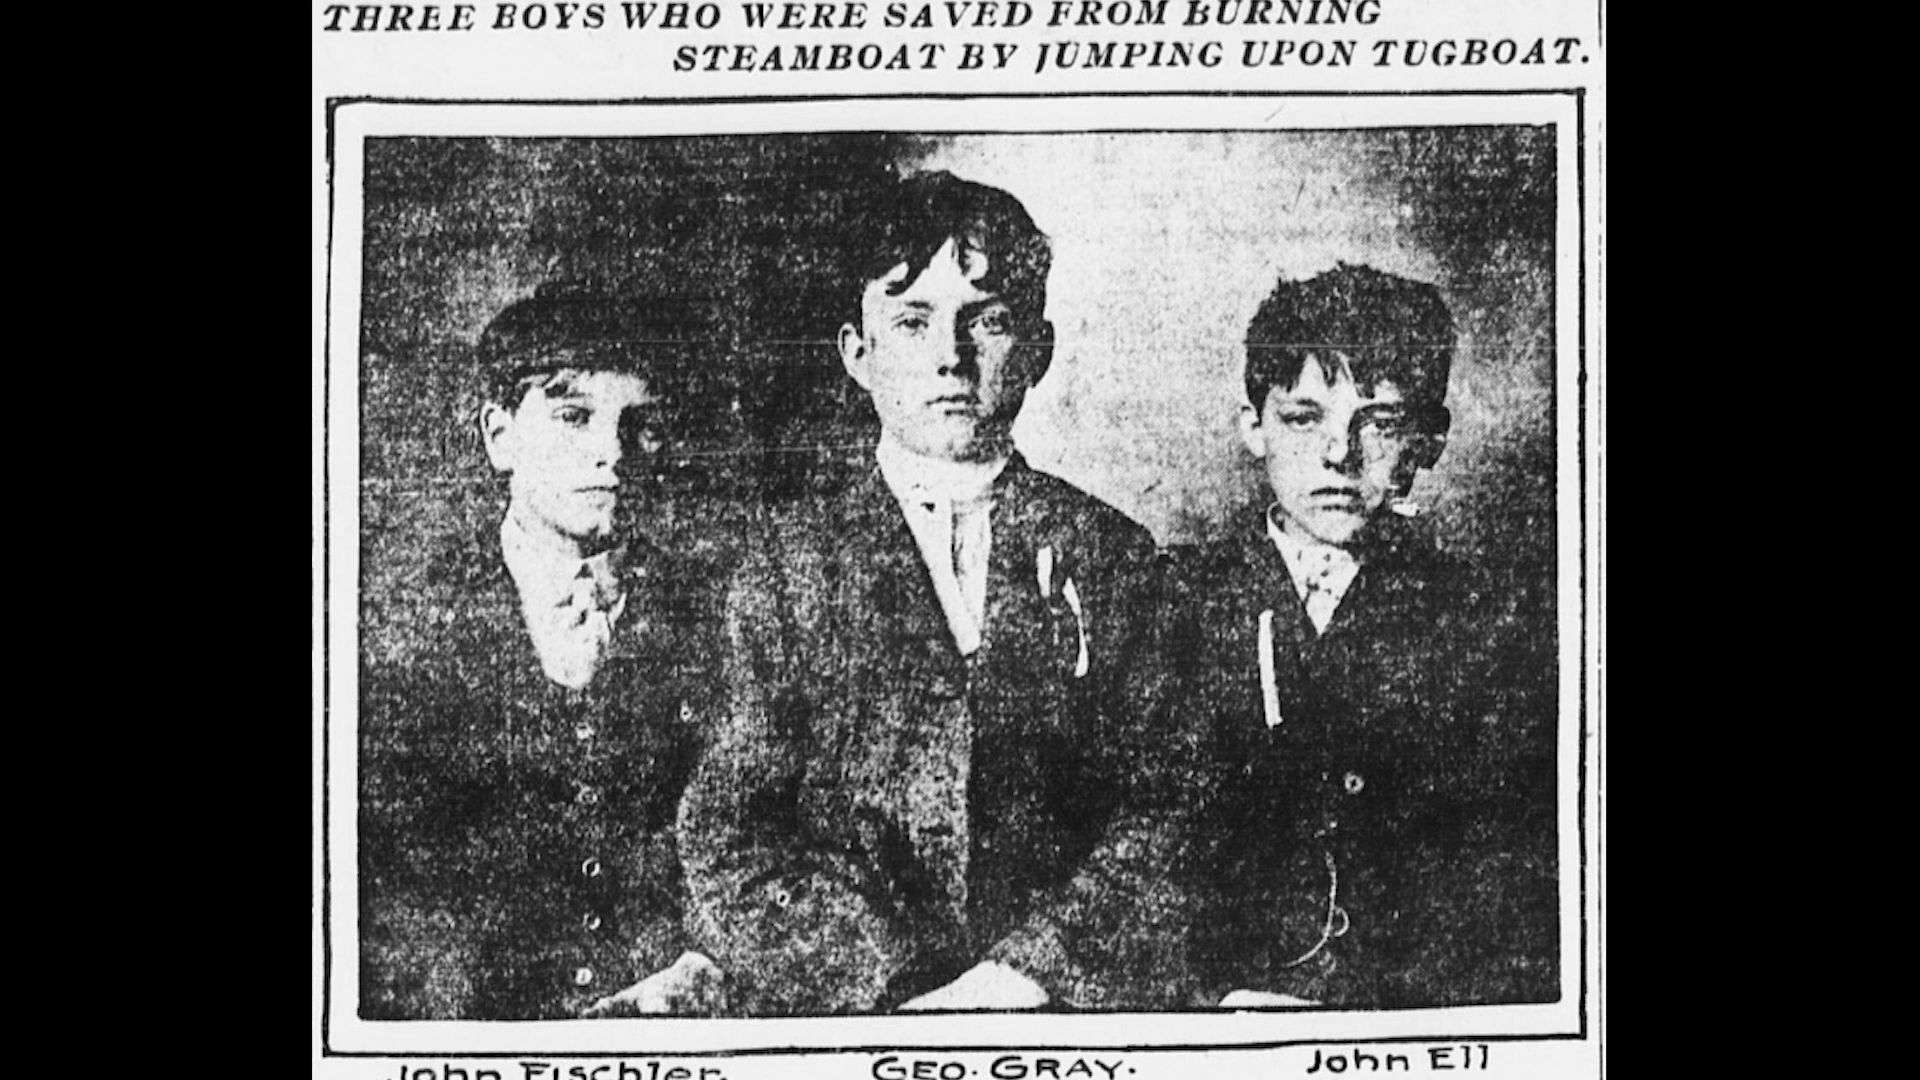 THREE BOYS WHO WERE SAVED FROM BURNING
STEAMBOAT BY JUMPING UPON TUGBOAT.
John Fischler. GEO. GRAY. John Ell